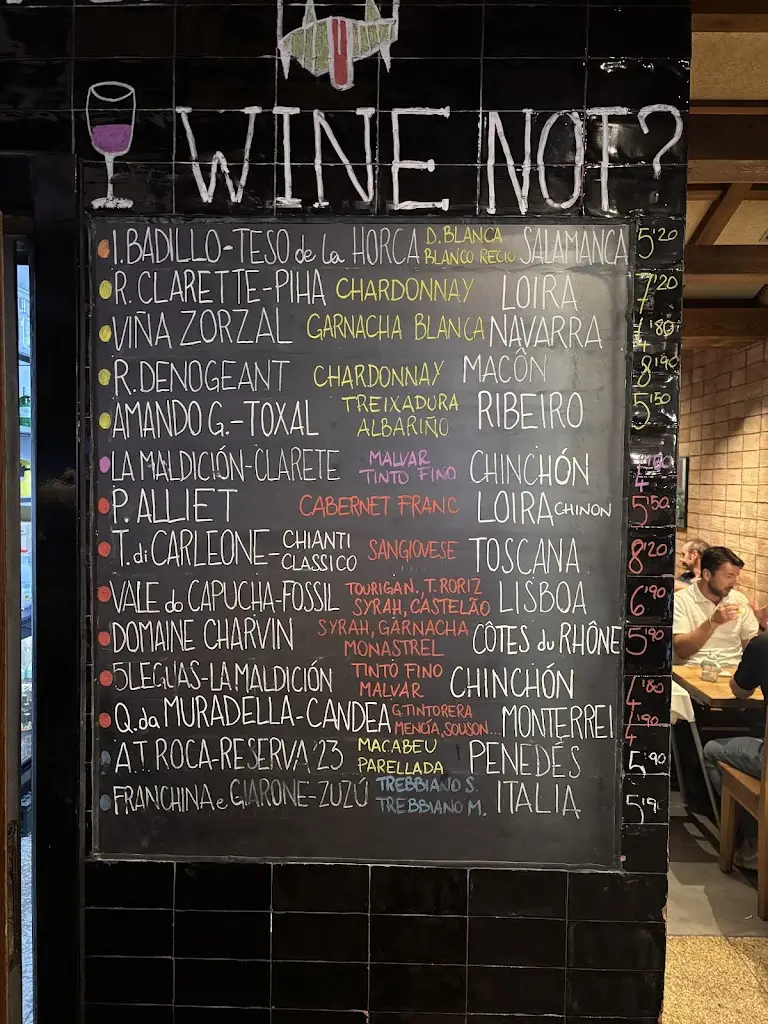 WINE NOT?
I. BADILLO-TESO de la HORCA D. BLANCA BLANCO RECIO SALAMANCA 5'20
R. CLARETTE-PIHA CHARDONNAY LOIRA 7'20
VIÑA ZORZAL GARNACHA BLANCA NAVARRA 4'80
R. DENOGEANT CHARDONNAY MACÔN 8'90
AMANDO G.-TOXAL TREIXADURA ALBARIÑO RIBEIRO 5'50
LA MALDICIÓN-CLARETE MALVAR TINTO FINO CHINCHÓN
P. ALLIET CABERNET FRANC LOIRA CHINON 5'50
T. di CARLEONE-CHIANTI CLASSICO SANGIOVESE TOSCANA 8'20
VALE do CAPUCHA-FOSSIL TOURIGAN., T.RORIZ SYRAH, CASTELÃO LISBOA 6'90
DOMAINE CHARVIN SYRAH, GARNACHA MONASTREL CÔTES du RHÔNE 5'90
5LEGUAS-LA MALDICIÓN TINTO FINO MALVAR CHINCHÓN 4'80
Q. da MURADELLA-CANDEA G.TINTORERA MENCÍA, SOUSON... MONTERREI 4'90
A.T. ROCA-RESERVA '23 MACABEU PARELLADA PENEDÉS 5'90
FRANCHINA e GIARONE-ZUZÚ TREBBIANO S. TREBBIANO M. ITALIA 5'90